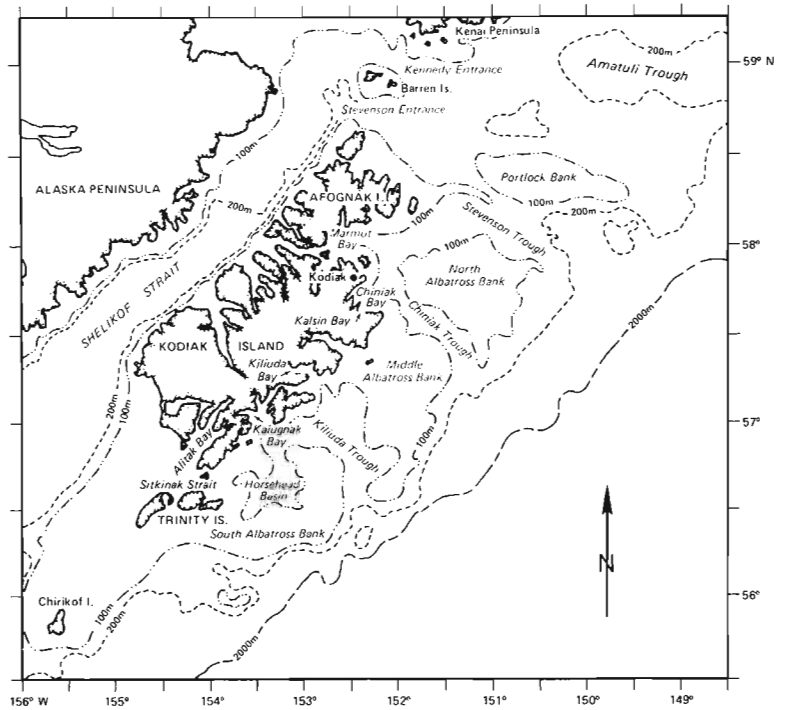 Kenai Peninsula
200m
59° N
Amatuli Trough
Kennedy Entrance
Barren Is.
Stevenson Entrance
100m
ALASKA PENINSULA
200m
AFOGNAK I.
Portlock Bank
100m
200m
100m
Stevenson Trough
Marmot
Bay
100m
58°
SHELIKOF STRAIT
Kodiak
Chiniak
Bay
North
Albatross Bank
Chiniak Trough
2000m
Kalsin Bay
KODIAK
ISLAND
Kiliuda
Bay
Middle
Albatross Bank
200m
100m
100m
57°
Alitak Bay
Kaiugnak
Bay
Kiliuda Trough
Sitkinak Strait
Horsehead
Basin
TRINITY IS.
South Albatross Bank
N
Chirikof I.
100m
200m
2000m
56°
156° W
155°
154°
153°
152°
151°
150°
149°